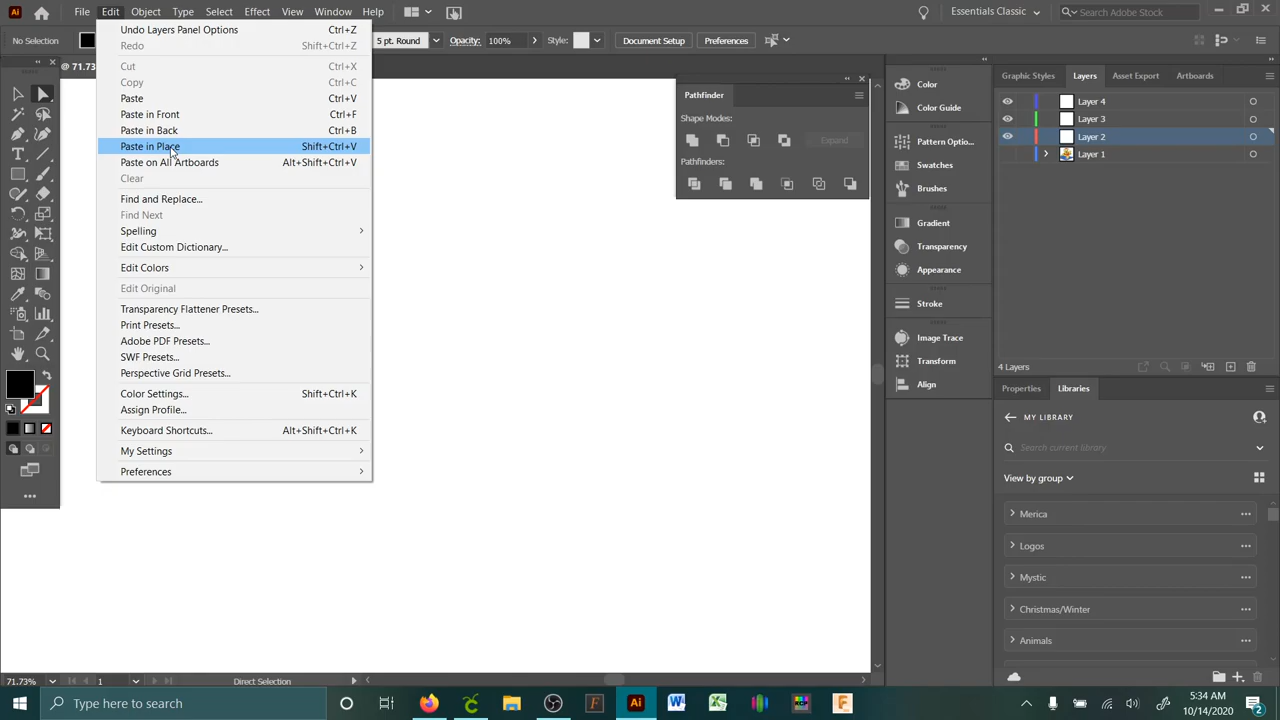 Ai File Edit Object Type Select Effect View Window Help Essentials Classic Adobe Stock
No Selection 5 pt. Round Opacity: 100% Style: Document Setup Preferences
@ 71.73
Undo Layers Panel Options Ctrl+Z
Redo Shift+Ctrl+Z
Cut Ctrl+X
Copy Ctrl+C
Paste Ctrl+V
Paste in Front Ctrl+F
Paste in Back Ctrl+B
Paste in Place Shift+Ctrl+V
Paste on All Artboards Alt+Shift+Ctrl+V
Clear
Find and Replace...
Find Next
Spelling
Edit Custom Dictionary...
Edit Colors
Edit Original
Transparency Flattener Presets...
Print Presets...
Adobe PDF Presets...
SWF Presets...
Perspective Grid Presets...
Color Settings... Shift+Ctrl+K
Assign Profile...
Keyboard Shortcuts... Alt+Shift+Ctrl+K
My Settings
Preferences
Pathfinder
Shape Modes:
Expand
Pathfinders:
Color
Color Guide
Pattern Optio...
Swatches
Brushes
Gradient
Transparency
Appearance
Stroke
Image Trace
Transform
Align
Graphic Styles Layers Asset Export Artboards
Layer 4
Layer 3
Layer 2
Layer 1
4 Layers
Properties Libraries
MY LIBRARY
Search current library
View by group
Merica
Logos
Mystic
Christmas/Winter
Animals
71.73% 1 Direct Selection
Type here to search F Ai W X F 5:34 AM
10/14/2020 2